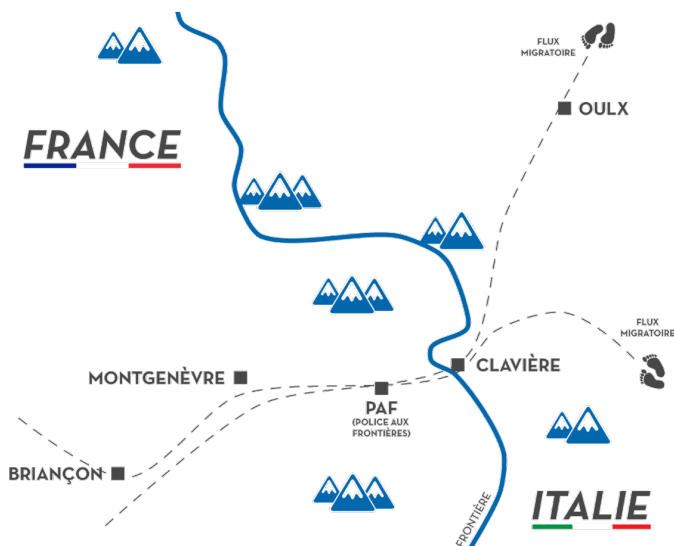 FLUX
MIGRATOIRE
OULX
FRANCE
FLUX
MIGRATOIRE
CLAVIÈRE
MONTGENÈVRE
PAF
(POLICE AUX
FRONTIÈRES)
BRIANÇON
FRONTIÈRE
ITALIE